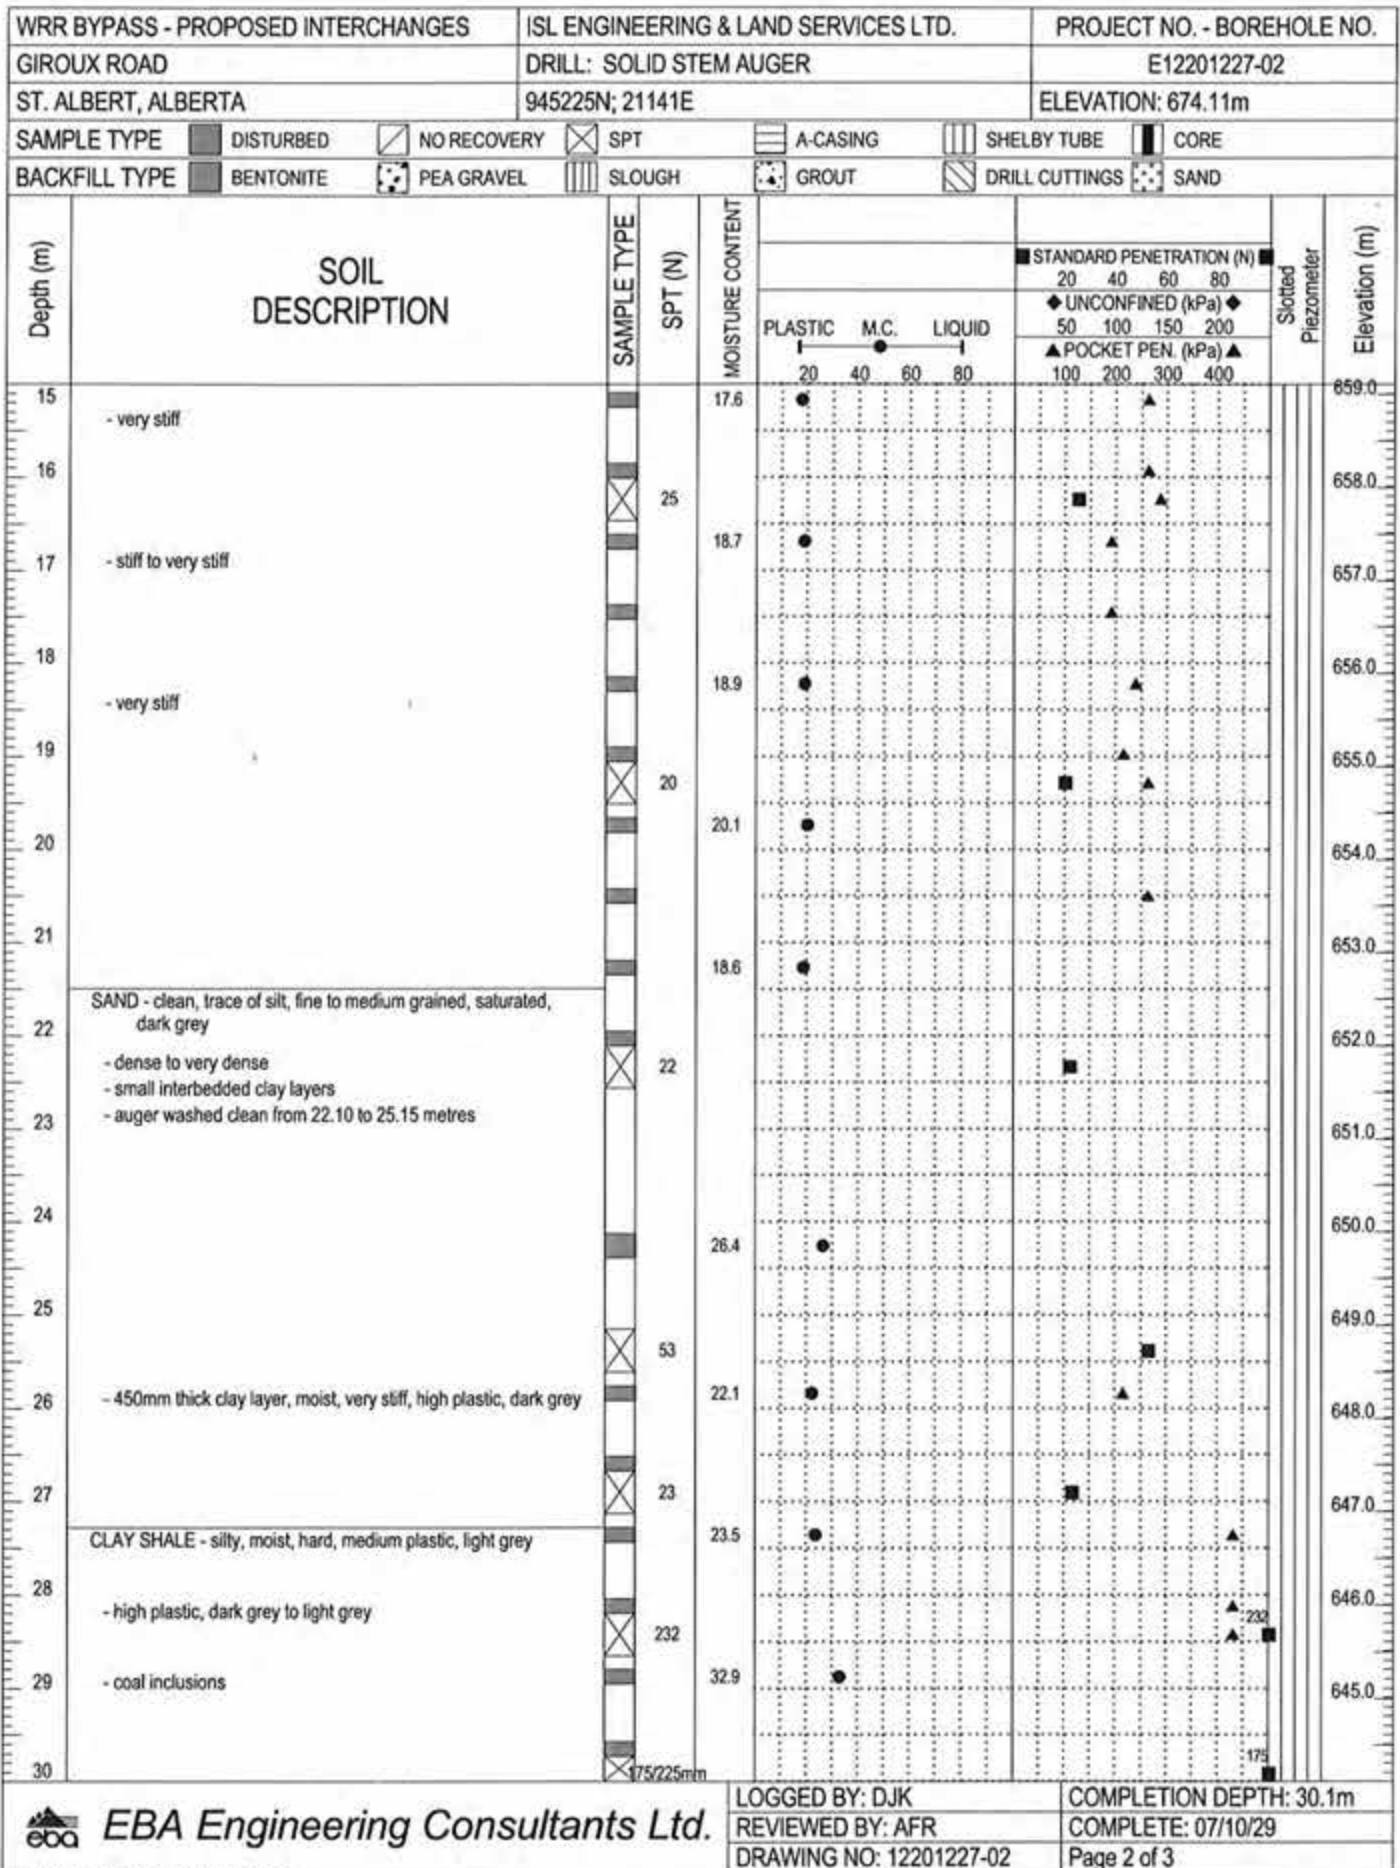 WRR BYPASS - PROPOSED INTERCHANGES ISL ENGINEERING & LAND SERVICES LTD. PROJECT NO. - BOREHOLE NO.
GIROUX ROAD DRILL: SOLID STEM AUGER E12201227-02
ST. ALBERT, ALBERTA 945225N; 21141E ELEVATION: 674.11m
SAMPLE TYPE DISTURBED NO RECOVERY SPT A-CASING SHELBY TUBE CORE
BACKFILL TYPE BENTONITE PEA GRAVEL SLOUGH GROUT DRILL CUTTINGS SAND
Depth (m)
SOIL
DESCRIPTION
SAMPLE TYPE
SPT (N)
MOISTURE CONTENT
PLASTIC M.C. LIQUID
20 40 60 80
STANDARD PENETRATION (N)
20 40 60 80
UNCONFINED (kPa)
50 100 150 200
POCKET PEN. (kPa)
100 200 300 400
Slotted
Piezometer
Elevation (m)
15 17.6 659.0
- very stiff
16 658.0
25
18.7
17 - stiff to very stiff 657.0
18 656.0
18.9
- very stiff
19 655.0
20
20.1
20 654.0
21 653.0
18.6
SAND - clean, trace of silt, fine to medium grained, saturated,
dark grey
22 652.0
- dense to very dense 22
- small interbedded clay layers
- auger washed clean from 22.10 to 25.15 metres
23 651.0
24 650.0
26.4
25 649.0
53
22.1
26 - 450mm thick clay layer, moist, very stiff, high plastic, dark grey 648.0
27 23 647.0
CLAY SHALE - silty, moist, hard, medium plastic, light grey 23.5
28 646.0
- high plastic, dark grey to light grey 232
232
29 - coal inclusions 32.9 645.0
175
30 175/225mm
eba EBA Engineering Consultants Ltd.
LOGGED BY: DJK COMPLETION DEPTH: 30.1m
REVIEWED BY: AFR COMPLETE: 07/10/29
DRAWING NO: 12201227-02 Page 2 of 3